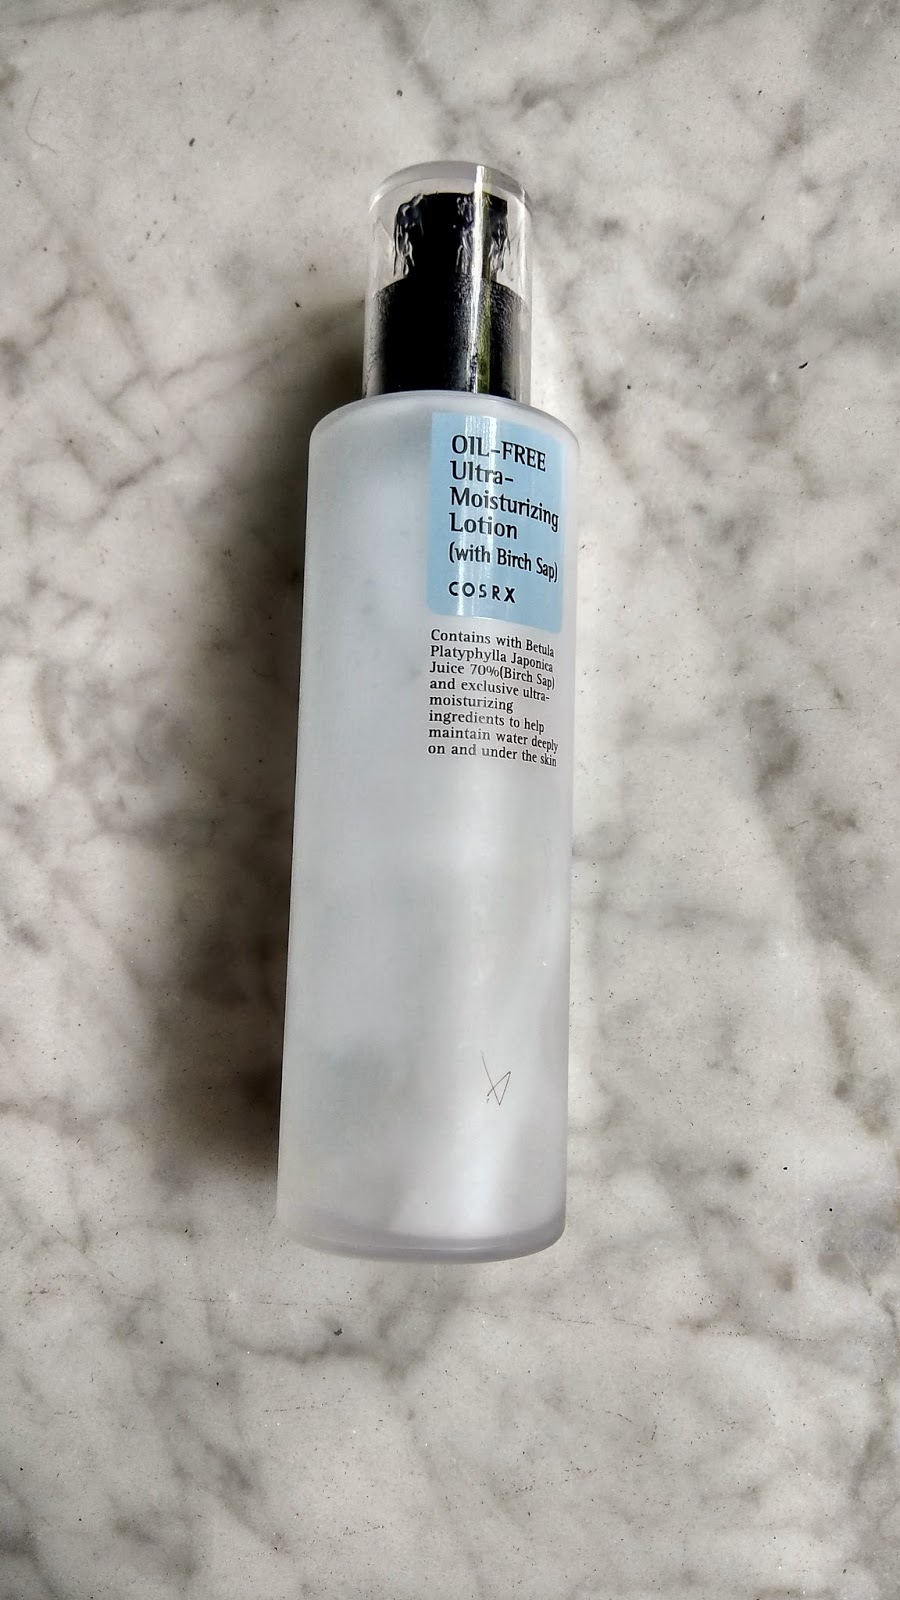 OIL-FREE
Ultra-
Moisturizing
Lotion
(with Birch Sap)
COSRX
Contains with Betula
Platyphylla Japonica
Juice 70%(Birch Sap)
and exclusive ultra-
moisturizing
ingredients to help
maintain water deeply
on and under the skin